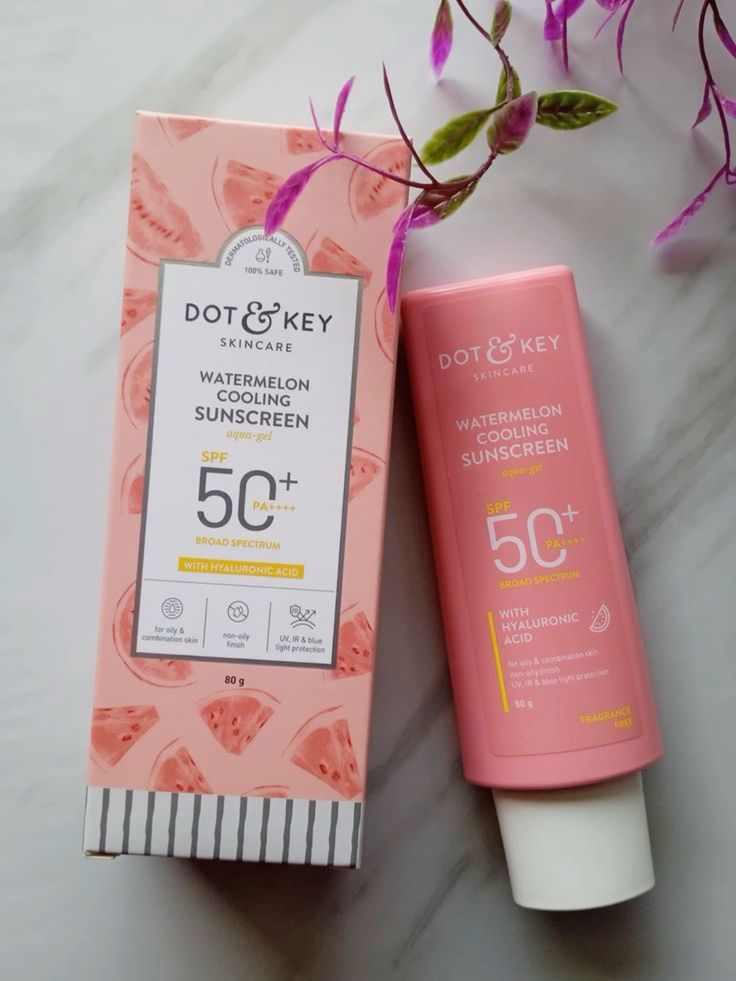 DERMATOLOGICALLY TESTED
100% SAFE
DOT & KEY
SKINCARE
WATERMELON
COOLING
SUNSCREEN
aqua-gel
SPF
50+
PA++++
BROAD SPECTRUM
WITH HYALURONIC ACID
for oily &
combination skin
non-oily
finish
UV, IR & blue
light protection
80 g
DOT & KEY
SKINCARE
WATERMELON
COOLING
SUNSCREEN
aqua-gel
SPF
50+
PA++++
BROAD SPECTRUM
WITH
HYALURONIC
ACID
for oily & combination skin
non-oily finish
UV, IR & blue light protection
80 g
FRAGRANCE
FREE